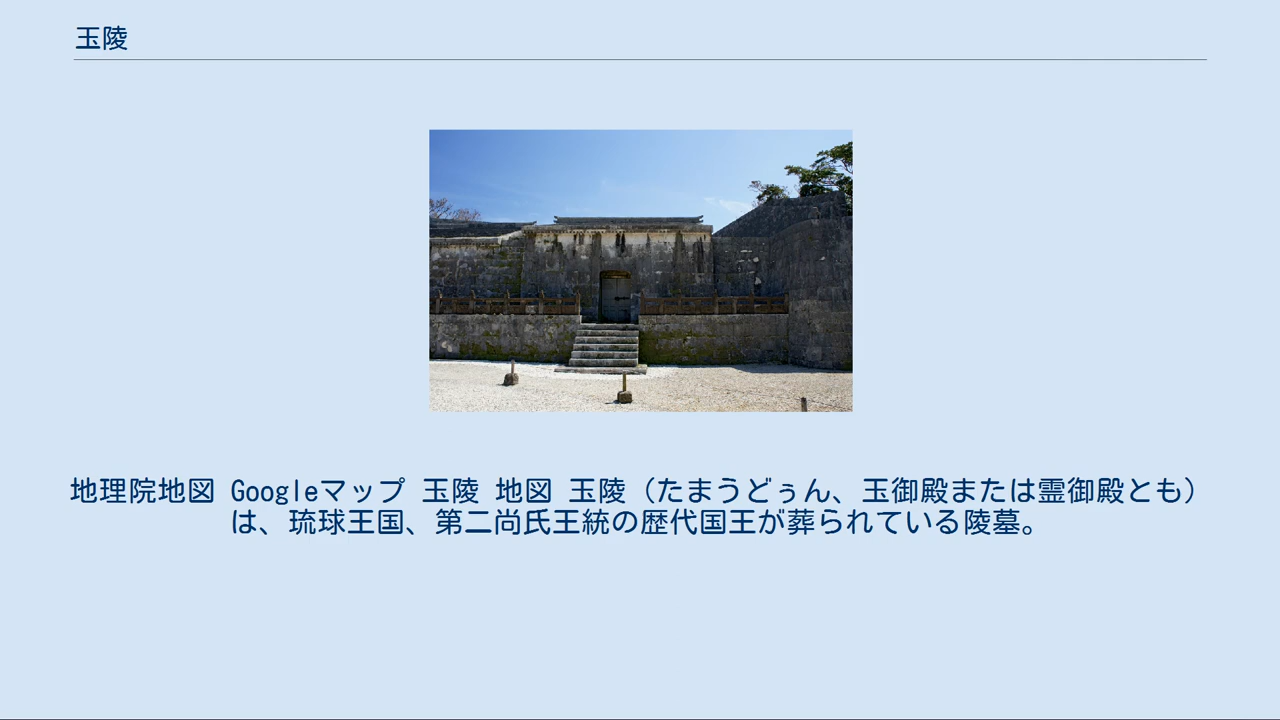 玉陵
地理院地図 Googleマップ 玉陵 地図 玉陵（たまうどぅん、玉御殿または霊御殿とも）
は、琉球王国、第二尚氏王統の歴代国王が葬られている陵墓。